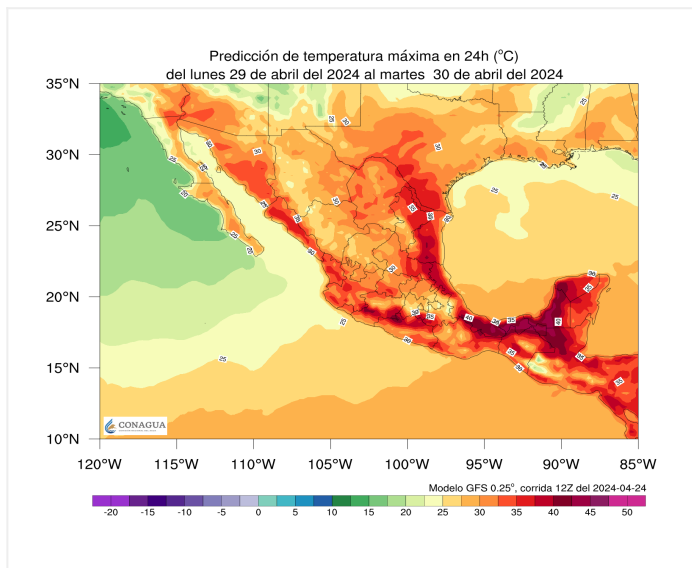 Predicción de temperatura máxima en 24h (°C)
del lunes 29 de abril del 2024 al martes  30 de abril del 2024
35°N
30°N
25°N
20°N
15°N
10°N
CONAGUA
120°W 115°W 110°W 105°W 100°W 95°W 90°W 85°W
Modelo GFS 0.25°, corrida 12Z del 2024-04-24
-20 -15 -10 -5 0 5 10 15 20 25 30 35 40 45 50